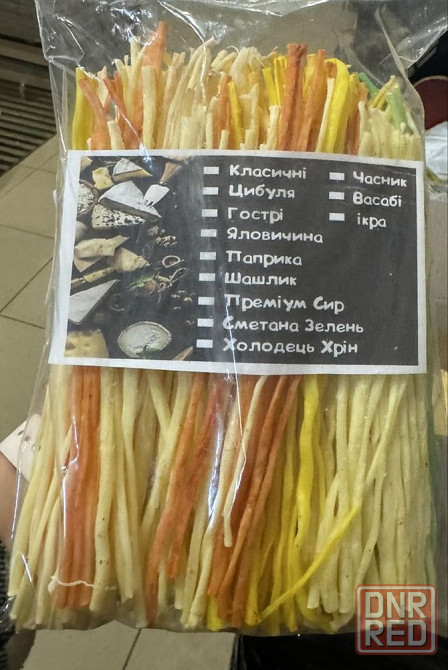 Класичні
Цибуля
Гострі
Яловичина
Паприка
Шашлик
Преміум Сир
Сметана Зелень
Холодець Хрін
Часник
Васабі
ікра
DNR
RED